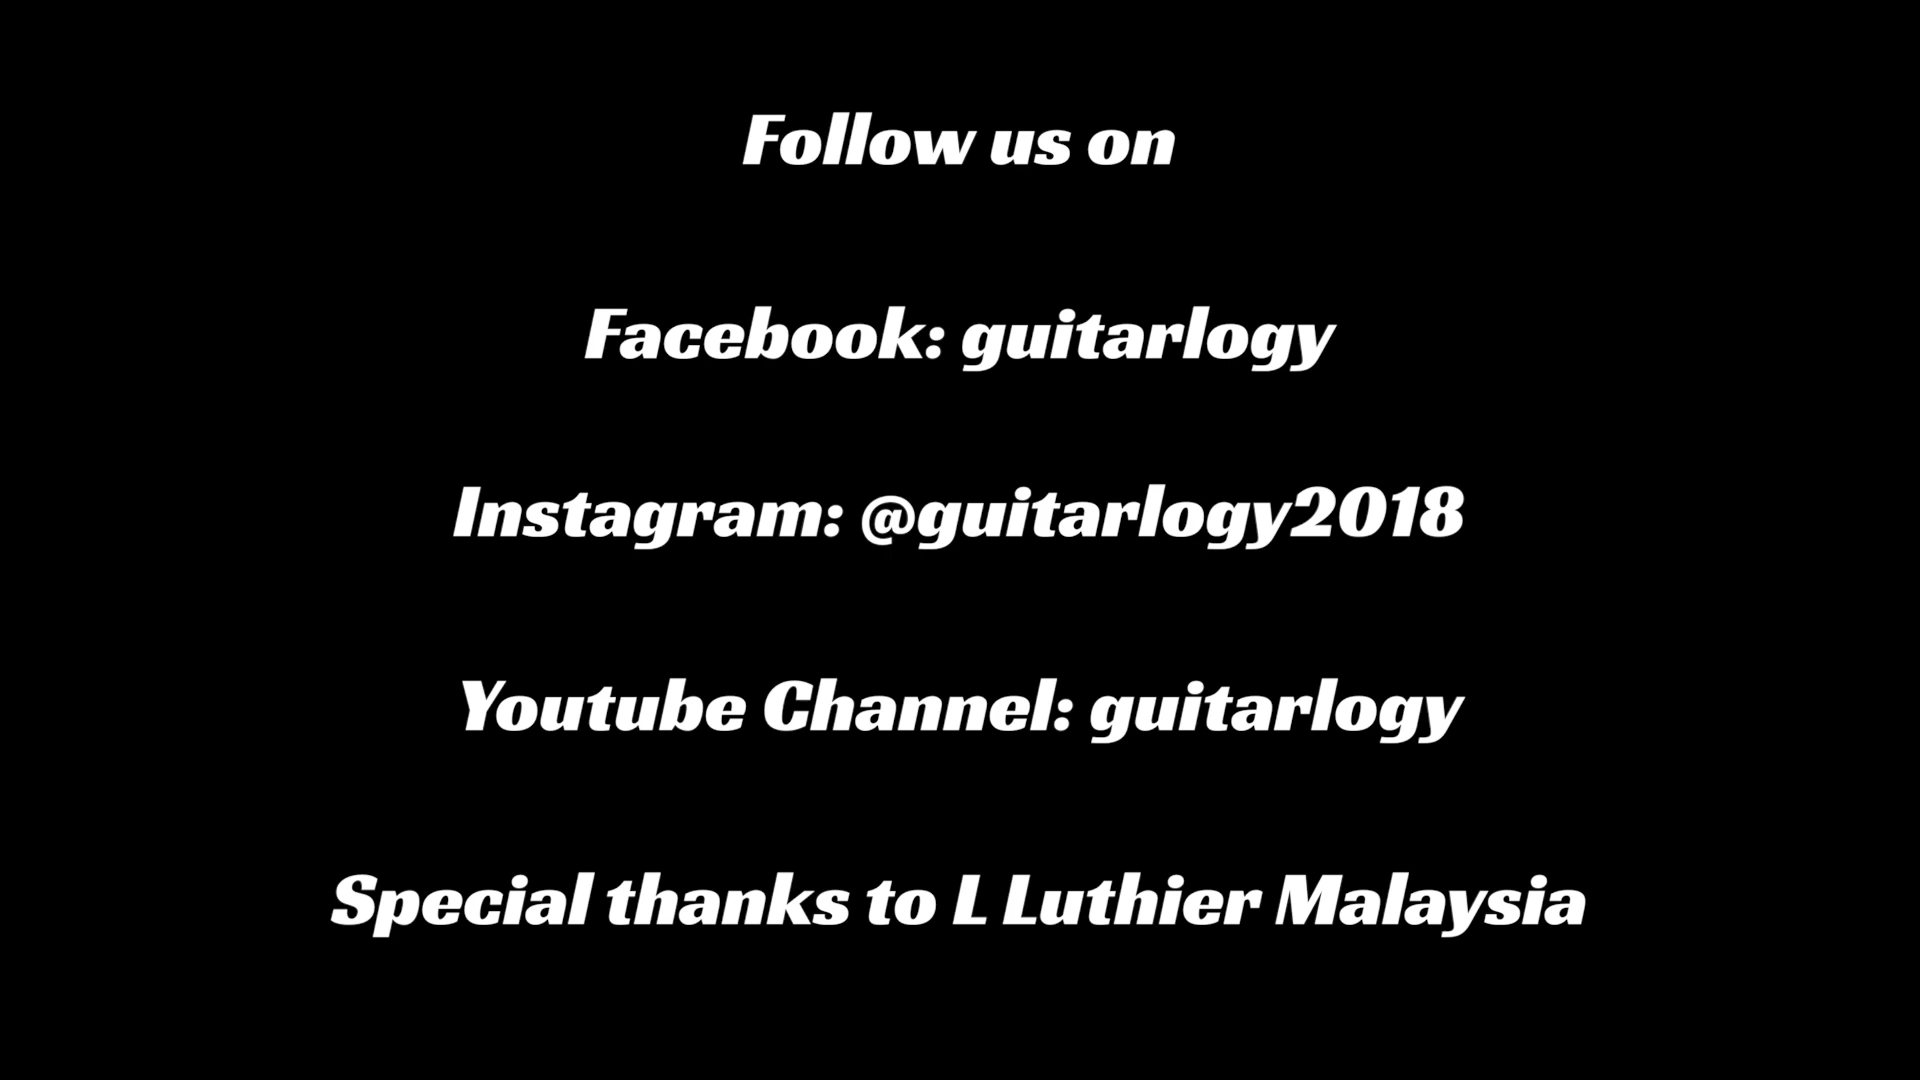 Follow us on
Facebook: guitarlogy
Instagram: @guitarlogy2018
Youtube Channel: guitarlogy
Special thanks to L Luthier Malaysia